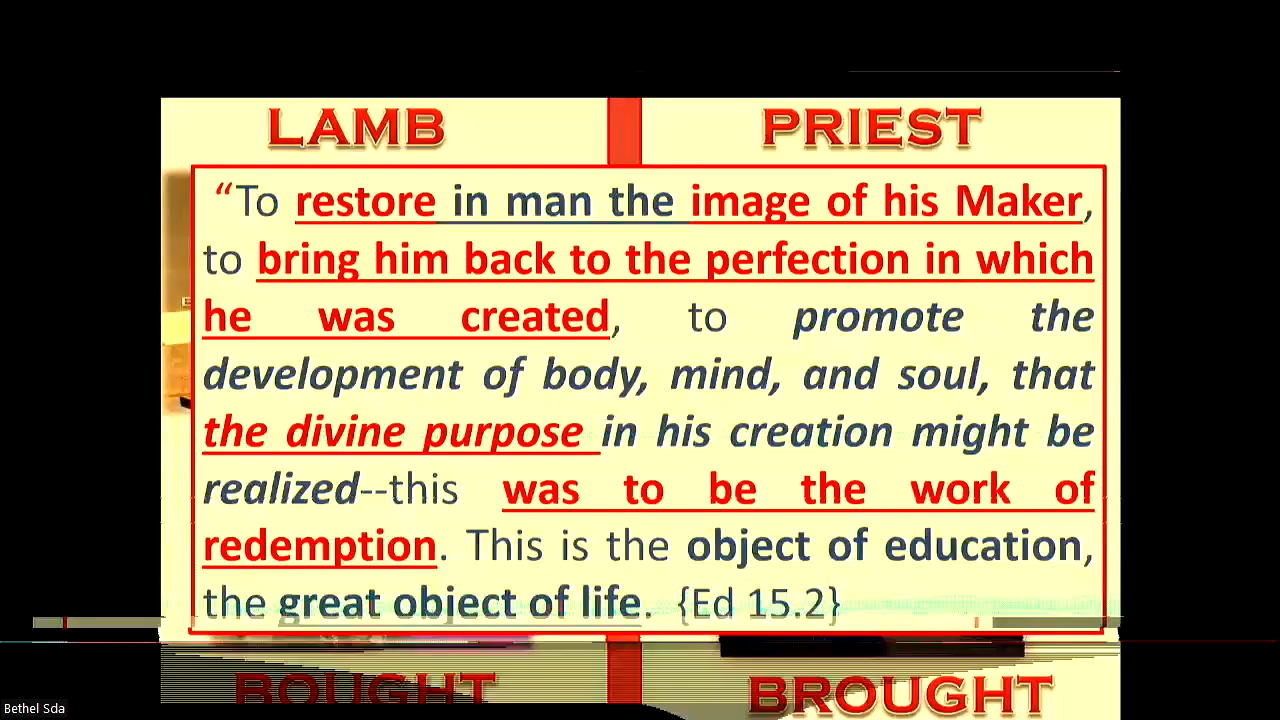 LAMB PRIEST
“To restore in man the image of his Maker,
to bring him back to the perfection in which
he was created, to promote the
development of body, mind, and soul, that
the divine purpose in his creation might be
realized--this was to be the work of
redemption. This is the object of education,
the great object of life. {Ed 15.2}
BOUGHT BROUGHT
Bethel Sda